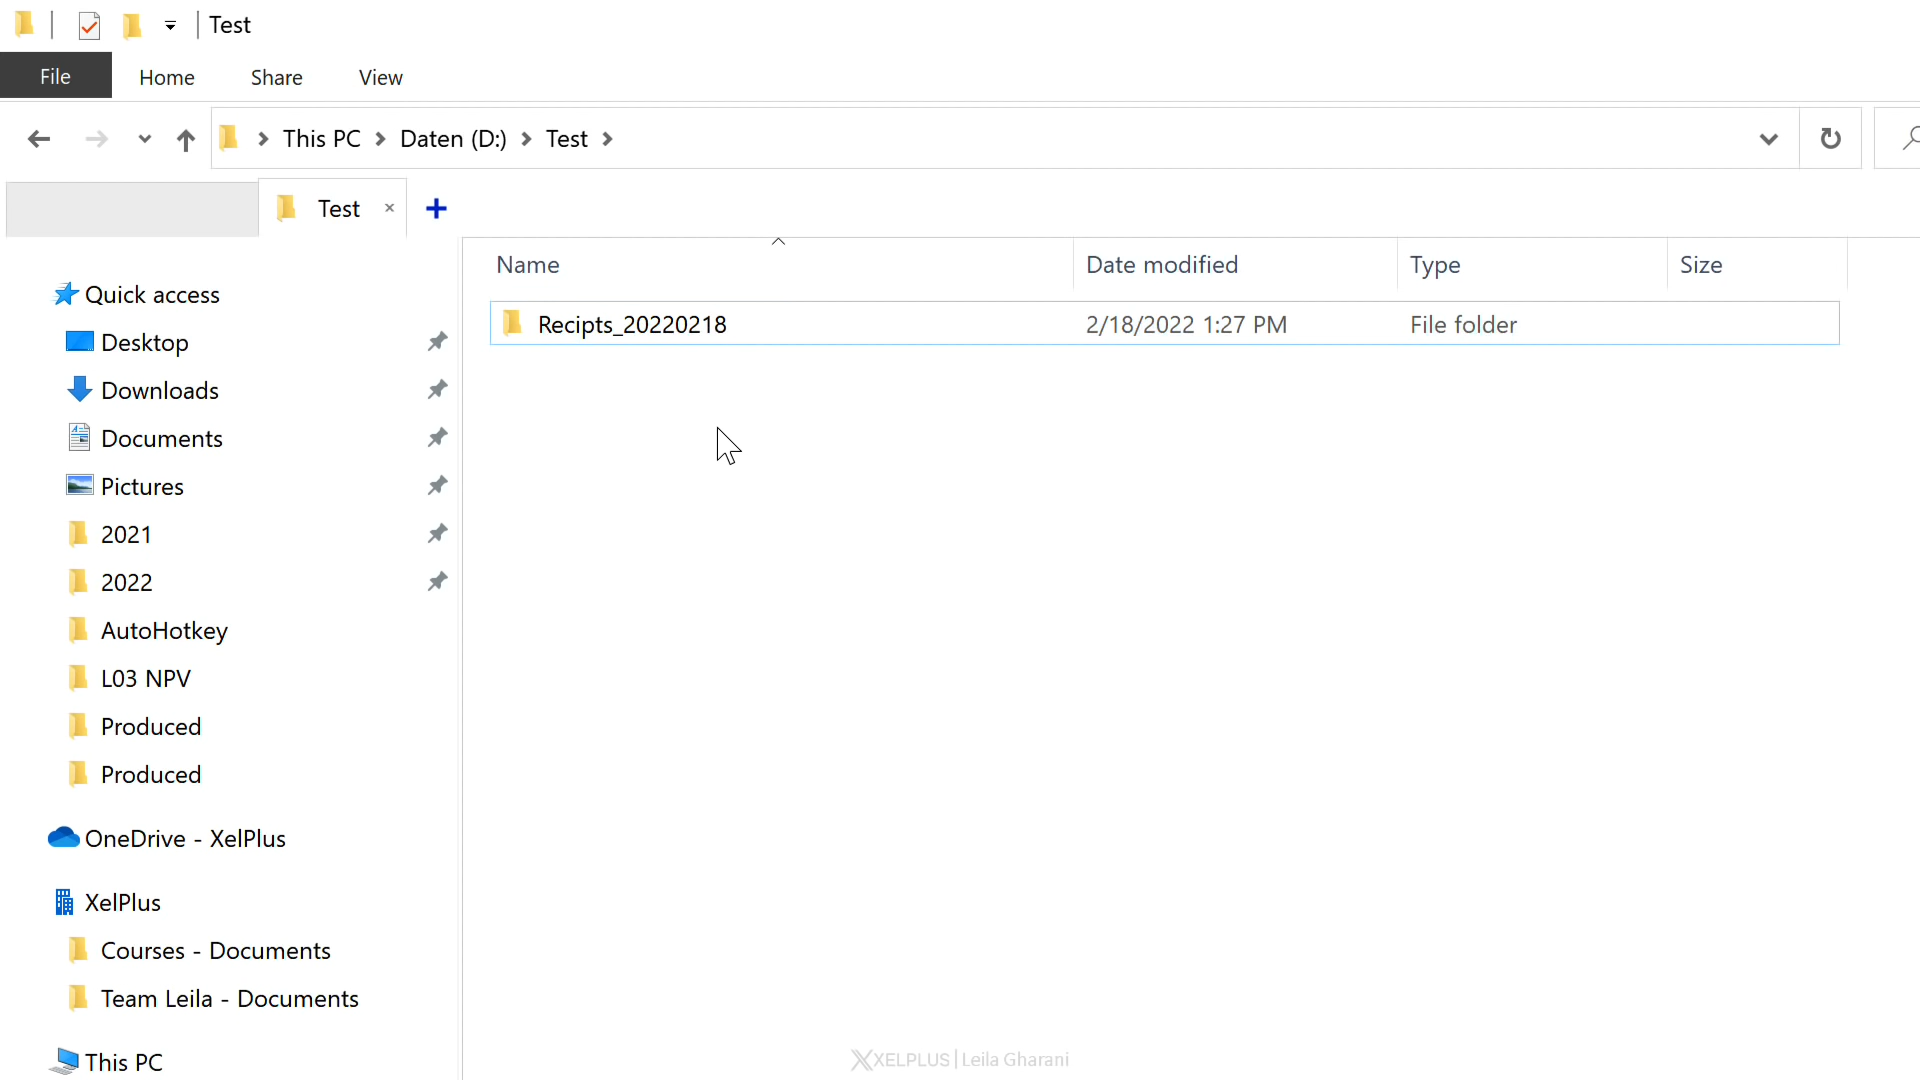 Test
File Home Share View
This PC Daten (D:) Test
Test
Name Date modified Type Size
Recipts_20220218 2/18/2022 1:27 PM File folder
Quick access
Desktop
Downloads
Documents
Pictures
2021
2022
AutoHotkey
L03 NPV
Produced
Produced
OneDrive - XelPlus
XelPlus
Courses - Documents
Team Leila - Documents
This PC
XELPLUS | Leila Gharani